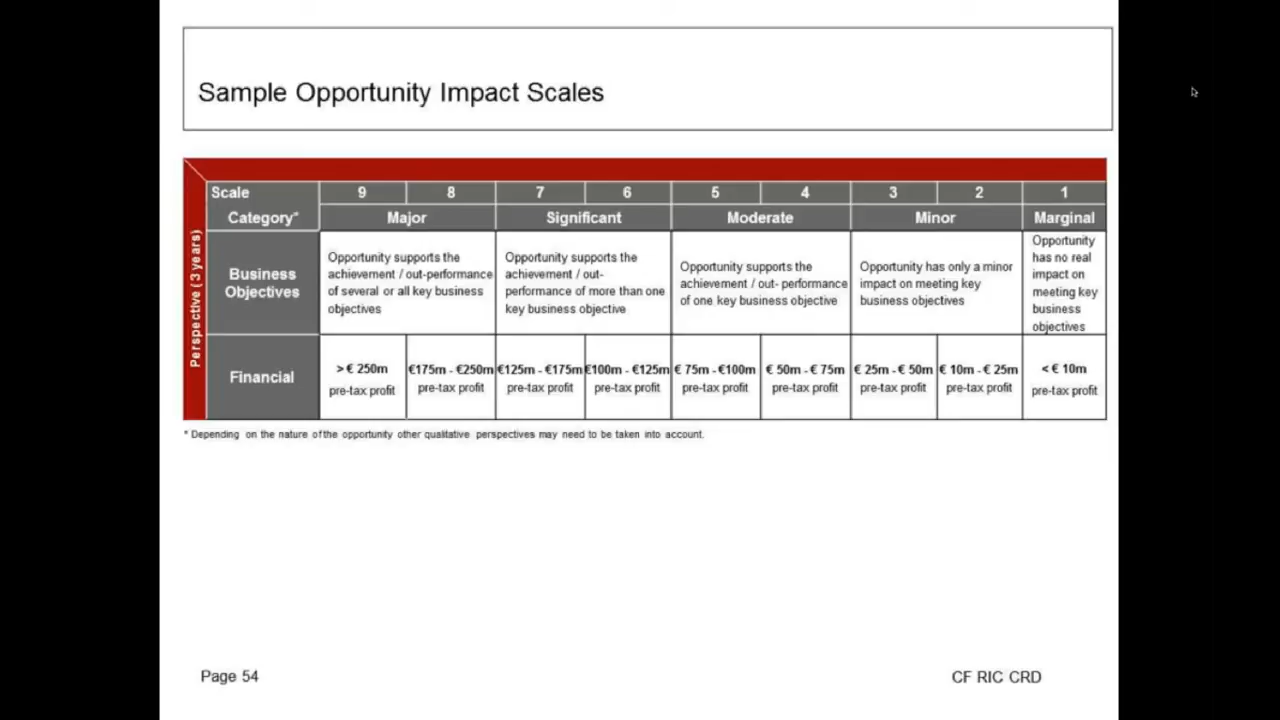 Sample Opportunity Impact Scales
Scale 9 8 7 6 5 4 3 2 1
Category* Major Significant Moderate Minor Marginal
Perspective ( 3 years)
Business
Objectives
Opportunity supports the
achievement / out-performance
of several or all key business
objectives
Opportunity supports the
achievement / out-
performance of more than one
key business objective
Opportunity supports the
achievement / out- performance
of one key business objective
Opportunity has only a minor
impact on meeting key
business objectives
Opportunity
has no real
impact on
meeting key
business
objectives
Financial
> € 250m
pre-tax profit
€175m - €250m
pre-tax profit
€125m - €175m
pre-tax profit
€100m - €125m
pre-tax profit
€ 75m - €100m
pre-tax profit
€ 50m - € 75m
pre-tax profit
€ 25m - € 50m
pre-tax profit
€ 10m - € 25m
pre-tax profit
< € 10m
pre-tax profit
* Depending on the nature of the opportunity other qualitative perspectives may need to be taken into account.
Page 54
CF RIC CRD